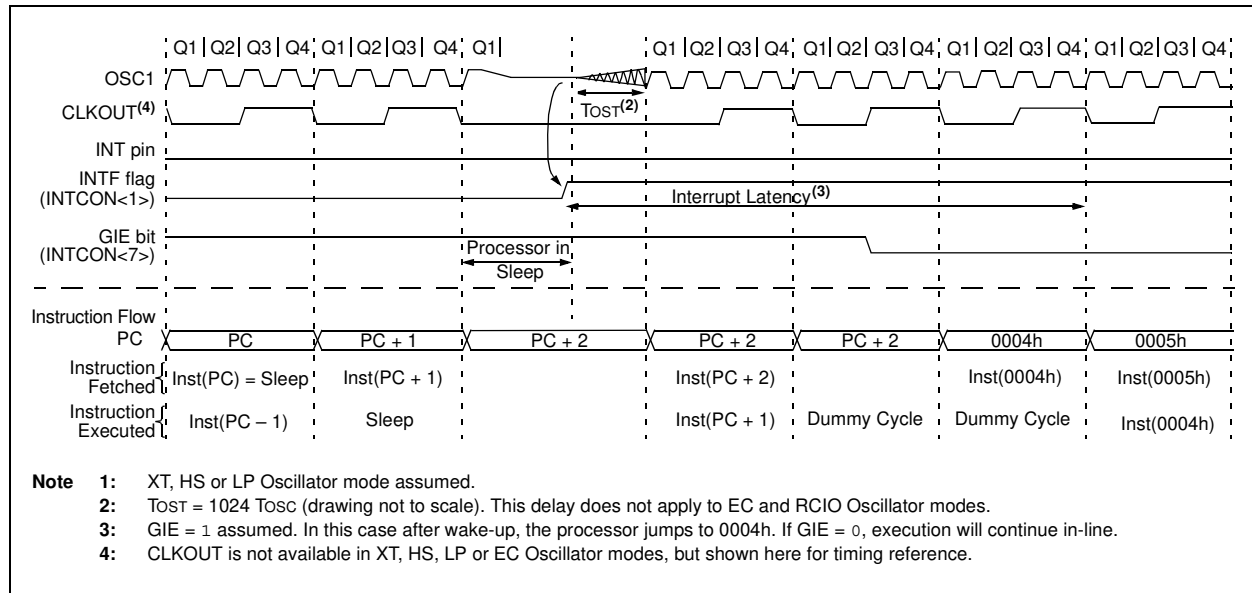 Q1 Q2 Q3 Q4 Q1 Q2 Q3 Q4 Q1 Q1 Q2 Q3 Q4 Q1 Q2 Q3 Q4 Q1 Q2 Q3 Q4 Q1 Q2 Q3 Q4
OSC1
CLKOUT(4)
TOST(2)
INT pin
INTF flag
(INTCON<1>)
Interrupt Latency(3)
GIE bit
(INTCON<7>)
Processor in
Sleep
Instruction Flow
PC PC PC + 1 PC + 2 PC + 2 PC + 2 0004h 0005h
Instruction
Fetched
Inst(PC) = Sleep Inst(PC + 1) Inst(PC + 2) Inst(0004h) Inst(0005h)
Instruction
Executed
Inst(PC – 1) Sleep Inst(PC + 1) Dummy Cycle Dummy Cycle Inst(0004h)
Note 1: XT, HS or LP Oscillator mode assumed.
2: TOST = 1024 TOSC (drawing not to scale). This delay does not apply to EC and RCIO Oscillator modes.
3: GIE = 1 assumed. In this case after wake-up, the processor jumps to 0004h. If GIE = 0, execution will continue in-line.
4: CLKOUT is not available in XT, HS, LP or EC Oscillator modes, but shown here for timing reference.